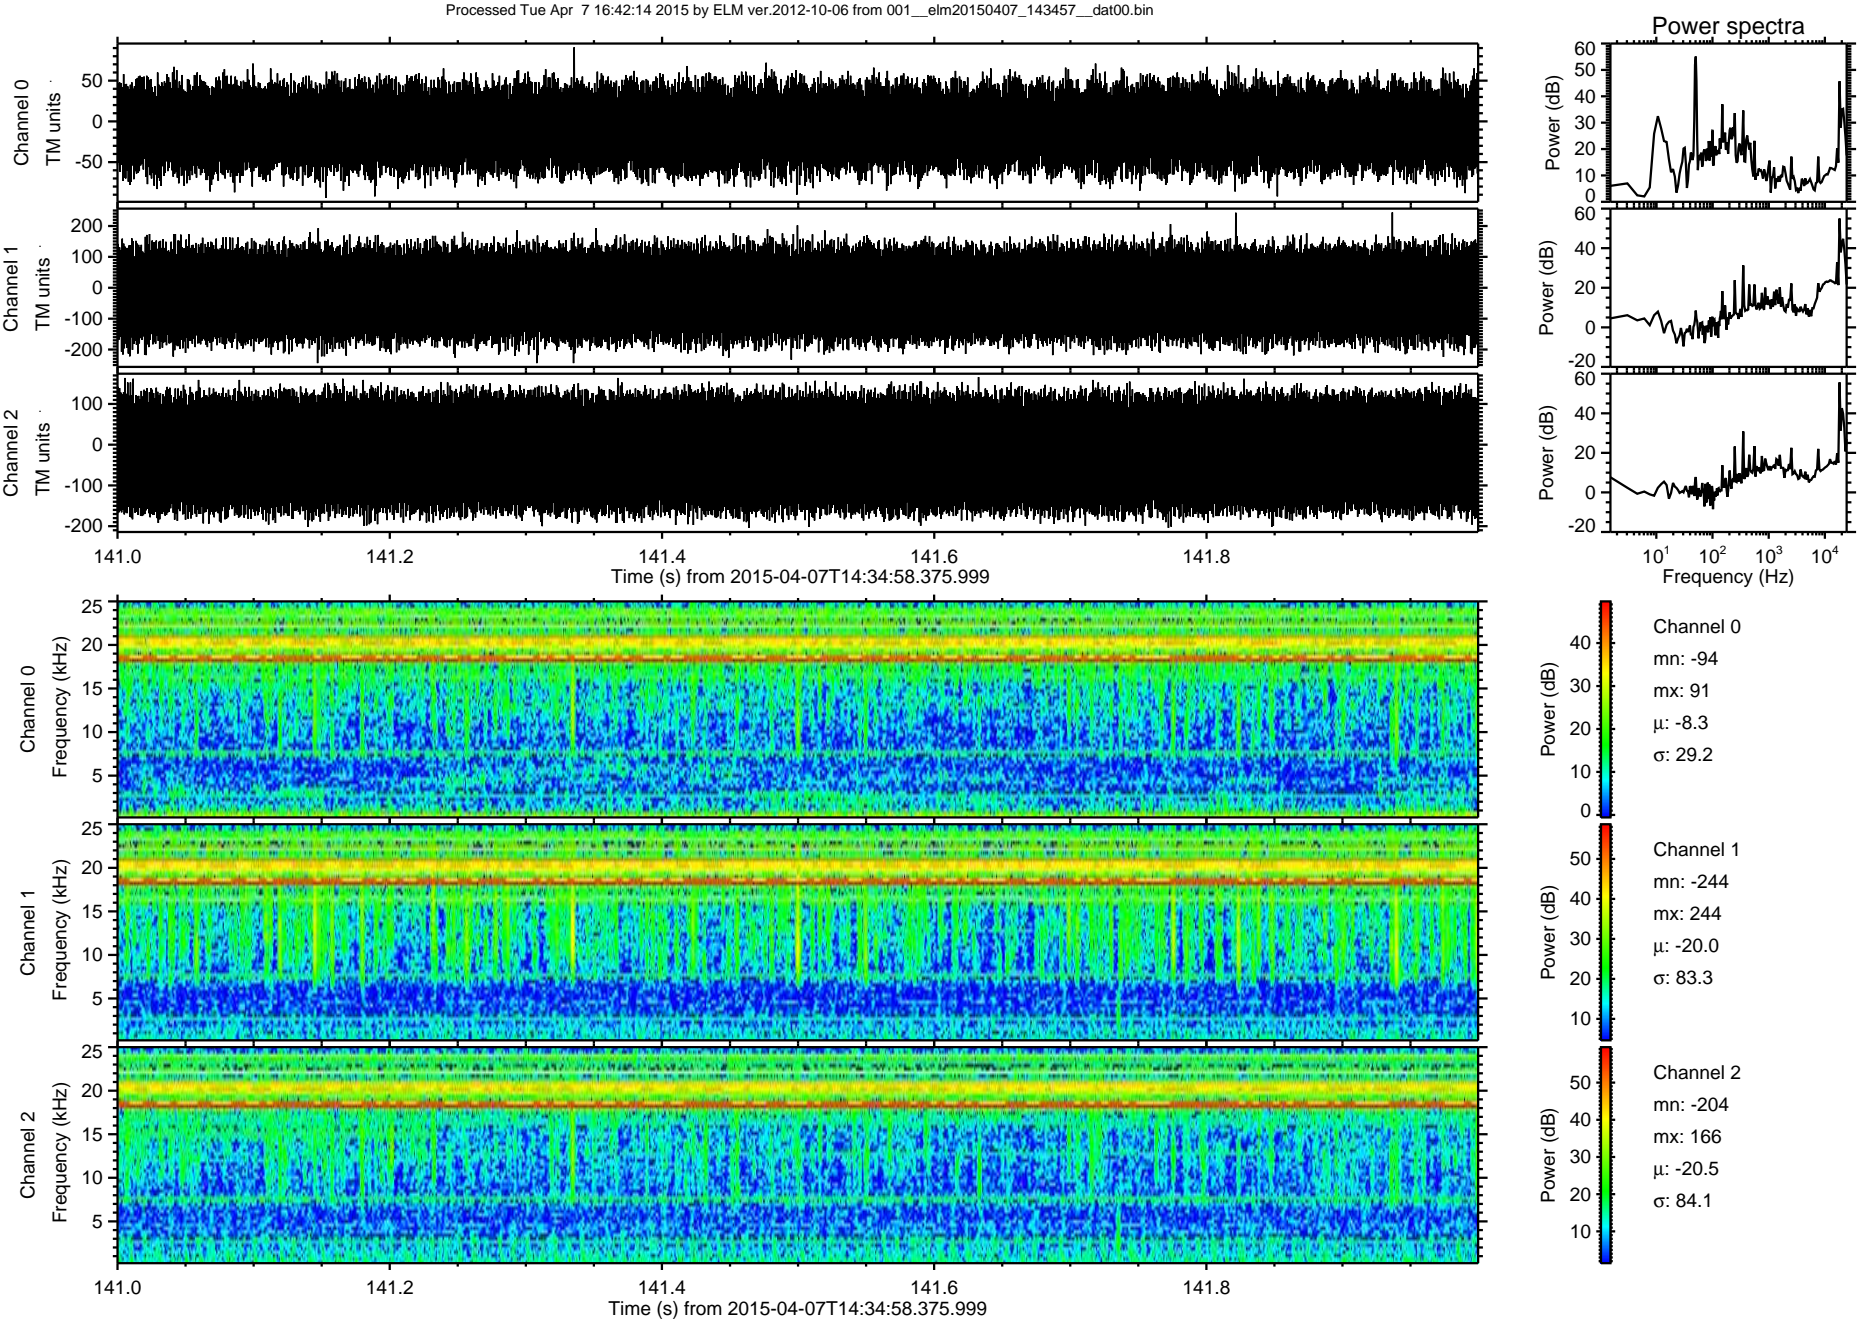 Processed Tue Apr 7 16:42:14 2015 by ELM ver.2012-10-06 from 001__elm20150407_143457__dat00.bin
Power spectra
Channel 0
TM units
50
0
-50
Power (dB)
60
50
40
30
20
10
0
Channel 1
TM units
200
100
0
-100
-200
Power (dB)
60
40
20
0
-20
Channel 2
TM units
100
0
-100
-200
Power (dB)
60
40
20
0
-20
141.0 141.2 141.4 141.6 141.8
Time (s) from 2015-04-07T14:34:58.375.999
10¹ 10² 10³ 10⁴
Frequency (Hz)
Channel 0
Frequency (kHz)
25
20
15
10
5
Power (dB)
40
30
20
10
0
Channel 0
mn: -94
mx: 91
μ: -8.3
σ: 29.2
Channel 1
Frequency (kHz)
25
20
15
10
5
Power (dB)
50
40
30
20
10
Channel 1
mn: -244
mx: 244
μ: -20.0
σ: 83.3
Channel 2
Frequency (kHz)
25
20
15
10
5
Power (dB)
50
40
30
20
10
Channel 2
mn: -204
mx: 166
μ: -20.5
σ: 84.1
141.0 141.2 141.4 141.6 141.8
Time (s) from 2015-04-07T14:34:58.375.999